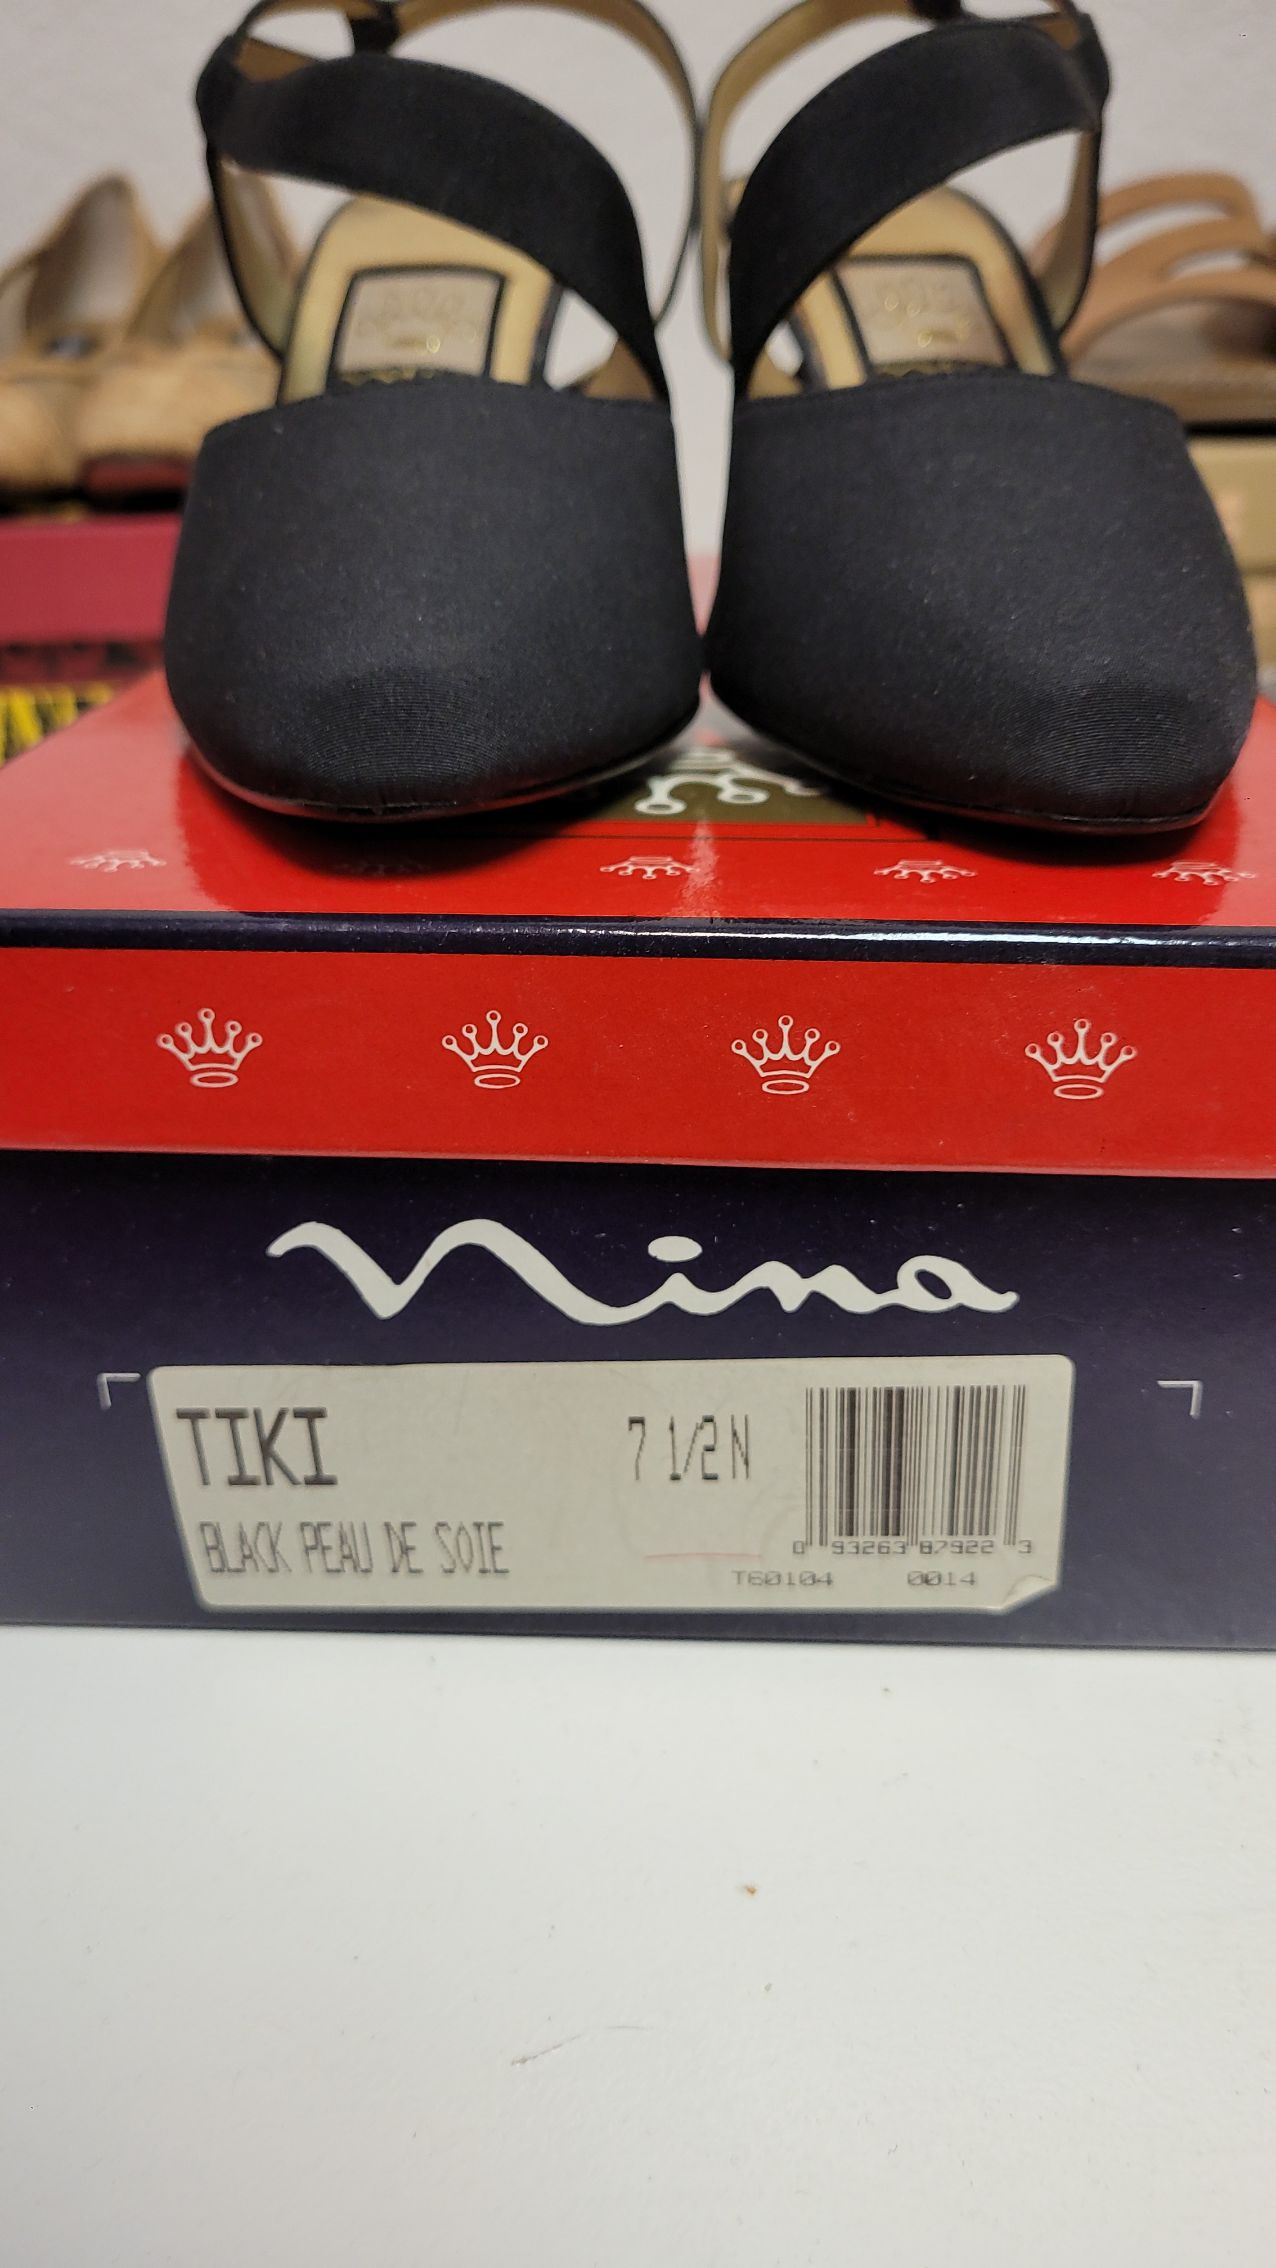 nina
TIKI 7 1/2 N
BLACK PEAU DE SOIE
0 93263 87922 3
T60104 0014